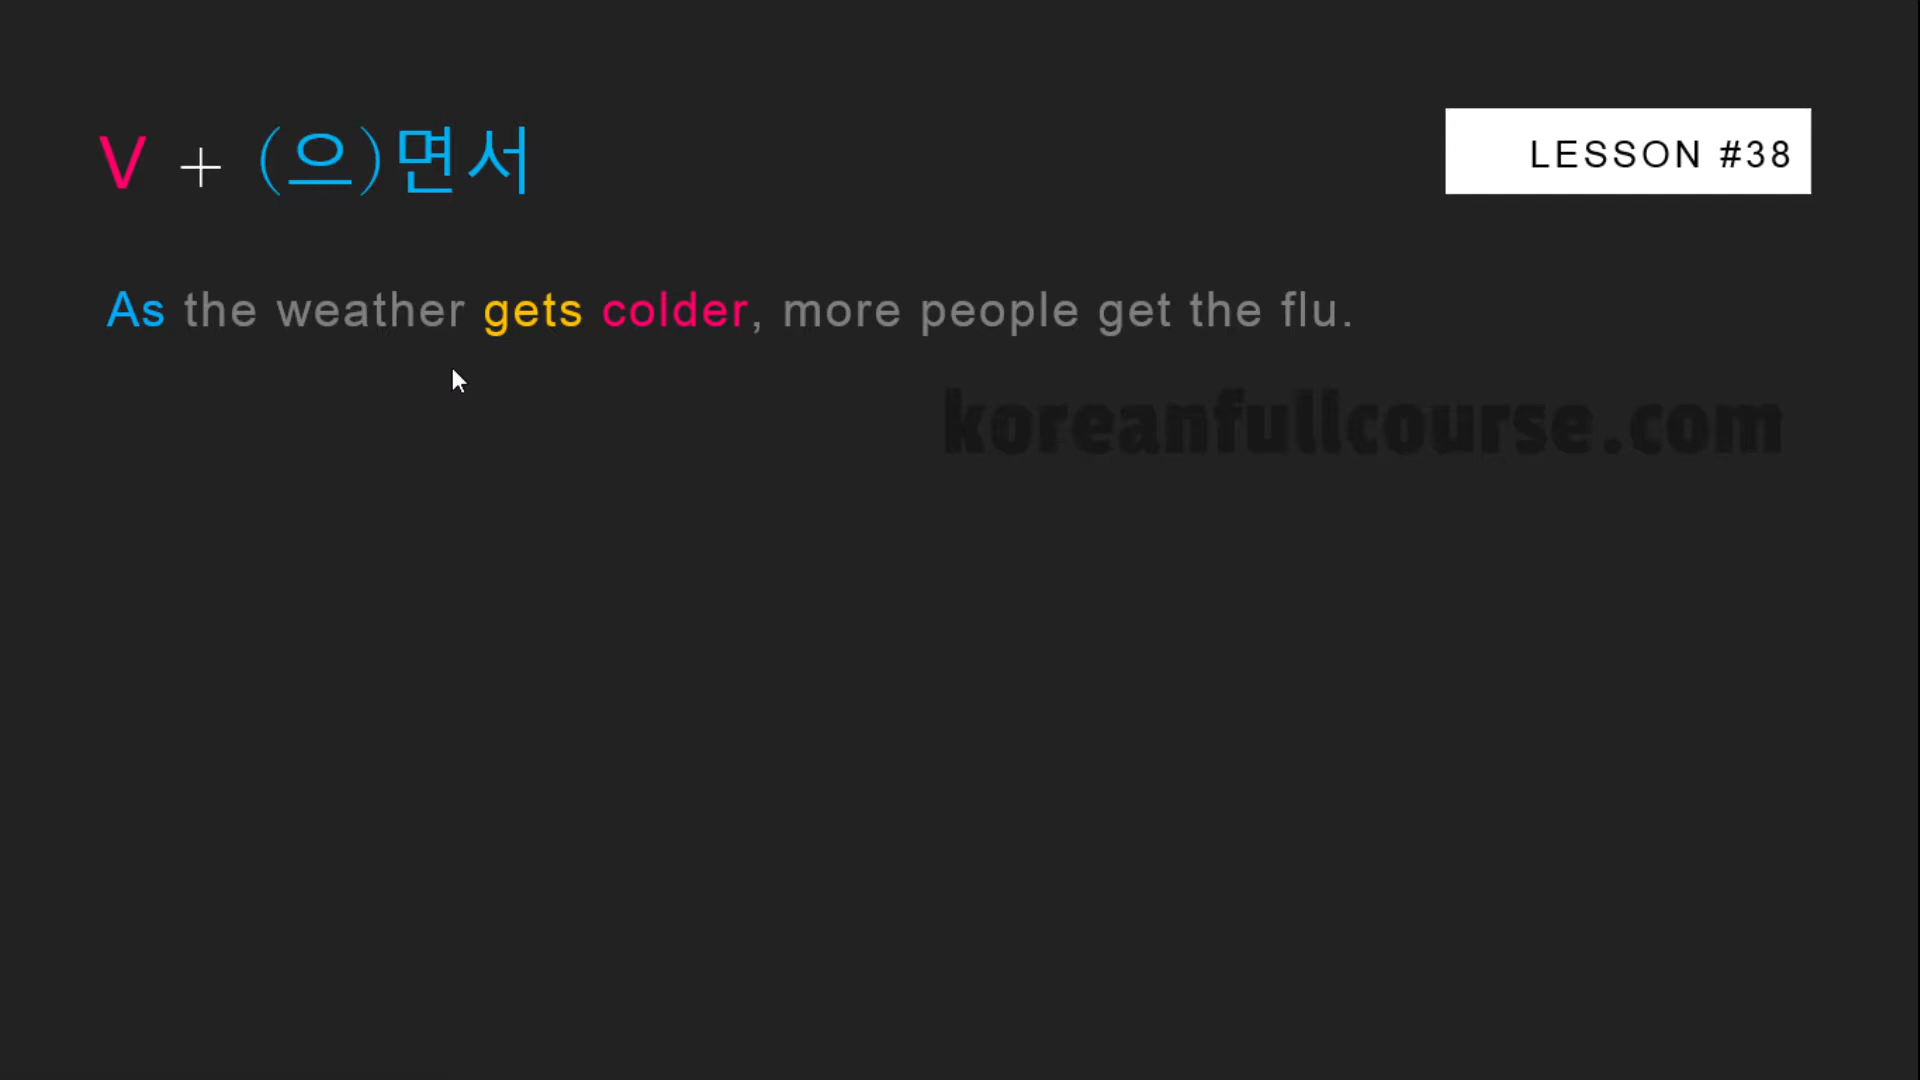 V + (으)면서
LESSON #38
As the weather gets colder, more people get the flu.
koreanfullcourse.com